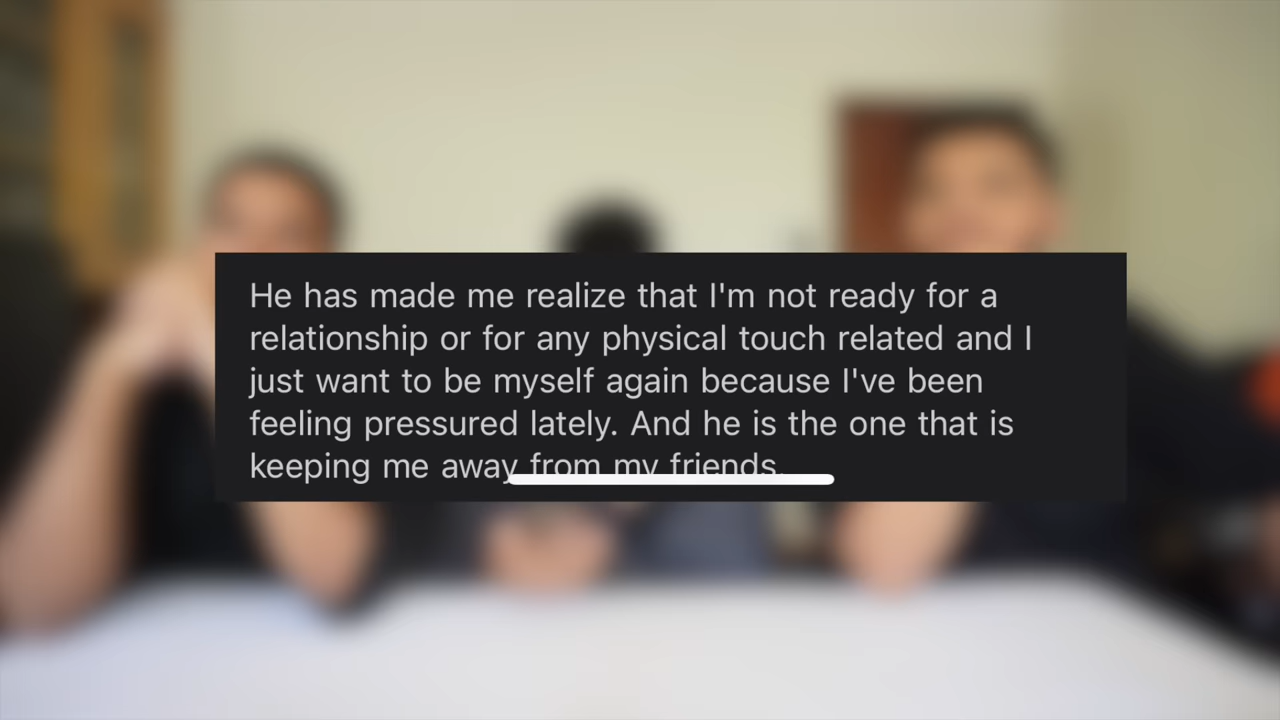 He has made me realize that I'm not ready for a
relationship or for any physical touch related and I
just want to be myself again because I've been
feeling pressured lately. And he is the one that is
keeping me away from my friends.